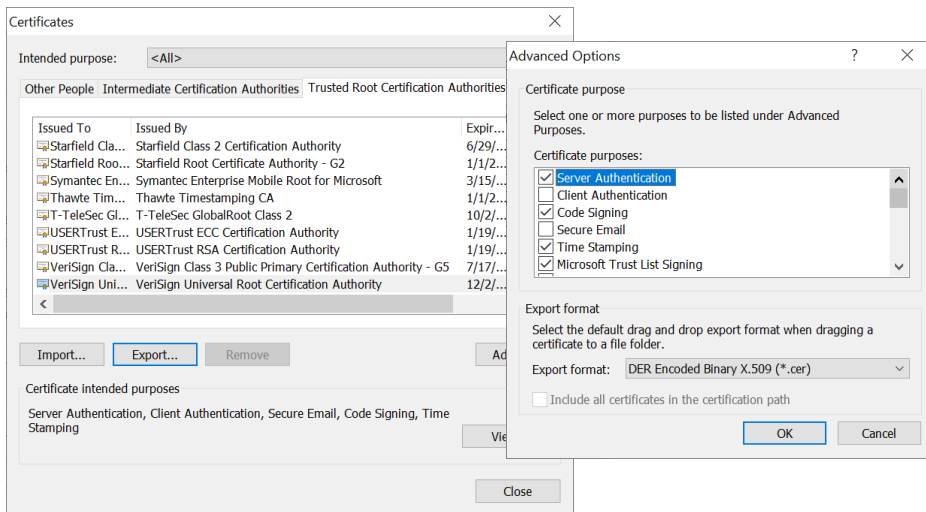 Certificates
Intended purpose: <All>
Other People Intermediate Certification Authorities Trusted Root Certification Authorities
Issued To Issued By Expir...
Starfield Cla... Starfield Class 2 Certification Authority 6/29/...
Starfield Roo... Starfield Root Certificate Authority - G2 1/1/2...
Symantec En... Symantec Enterprise Mobile Root for Microsoft 3/15/...
Thawte Tim... Thawte Timestamping CA 1/1/2...
T-TeleSec Gl... T-TeleSec GlobalRoot Class 2 10/2/...
USERTrust E... USERTrust ECC Certification Authority 1/19/...
USERTrust R... USERTrust RSA Certification Authority 1/19/...
VeriSign Cla... VeriSign Class 3 Public Primary Certification Authority - G5 7/17/...
VeriSign Uni... VeriSign Universal Root Certification Authority 12/2/...
Import... Export... Remove Ad
Certificate intended purposes
Server Authentication, Client Authentication, Secure Email, Code Signing, Time
Stamping
Vie
Close
Advanced Options ?
Certificate purpose
Select one or more purposes to be listed under Advanced
Purposes.
Certificate purposes:
Server Authentication
Client Authentication
Code Signing
Secure Email
Time Stamping
Microsoft Trust List Signing
Export format
Select the default drag and drop export format when dragging a
certificate to a file folder.
Export format: DER Encoded Binary X.509 (*.cer)
Include all certificates in the certification path
OK Cancel